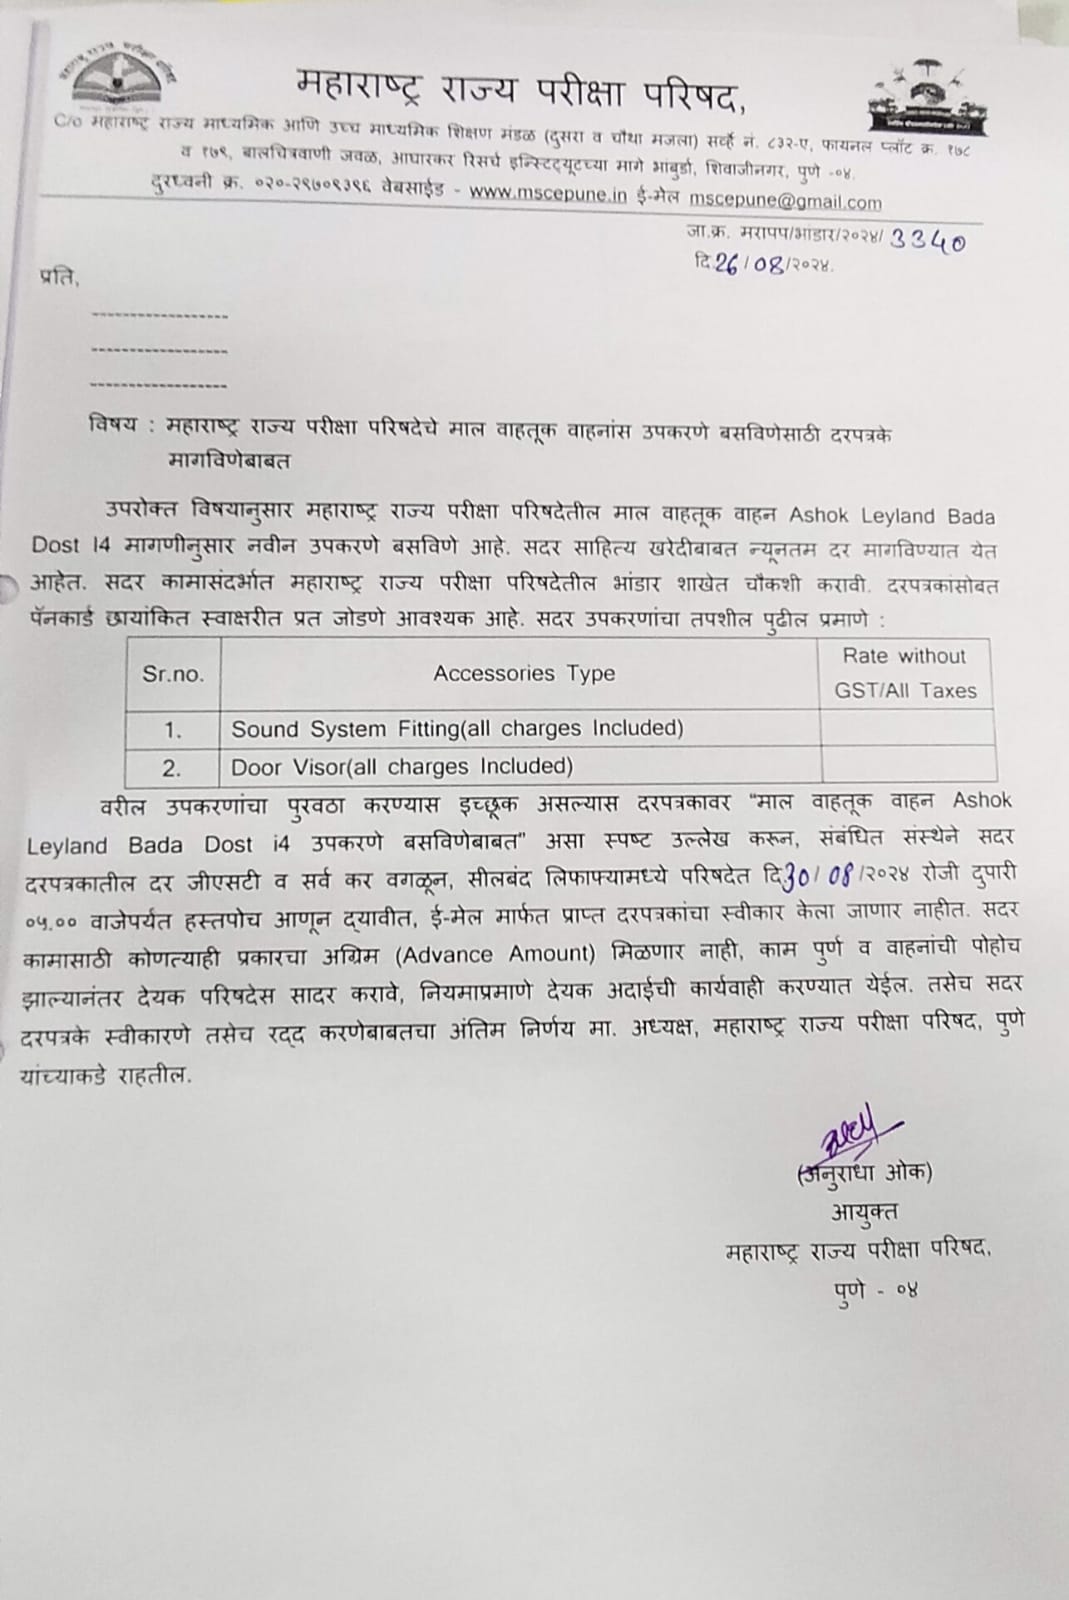 महाराष्ट्र राज्य परीक्षा परिषद,
C/o महाराष्ट्र राज्य माध्यमिक आणि उच्च माध्यमिक शिक्षण मंडळ (दुसरा व चौथा मजला) सर्व्हे नं. ८३२-ए, फायनल प्लॉट क्र. १७८
व १७९, बालचित्रवाणी जवळ, आघारकर रिसर्च इन्स्टिट्यूटच्या मागे भांबुर्डा, शिवाजीनगर, पुणे -०४.
दुरध्वनी क्र. ०२०-२९७०९३९६ वेबसाईड - www.mscepune.in ई-मेल mscepune@gmail.com
जा.क्र. मरापप/भांडार/२०२४/ 3340
दि.26/08/२०२४.
प्रति,
------------------
------------------
------------------
विषय : महाराष्ट्र राज्य परीक्षा परिषदेचे माल वाहतूक वाहनांस उपकरणे बसविणेसाठी दरपत्रके
मागविणेबाबत
उपरोक्त विषयानुसार महाराष्ट्र राज्य परीक्षा परिषदेतील माल वाहतूक वाहन Ashok Leyland Bada
Dost I4 मागणीनुसार नवीन उपकरणे बसविणे आहे. सदर साहित्य खरेदीबाबत न्यूनतम दर मागविण्यात येत
आहेत. सदर कामासंदर्भात महाराष्ट्र राज्य परीक्षा परिषदेतील भांडार शाखेत चौकशी करावी. दरपत्रकांसोबत
पॅनकार्ड छायांकित स्वाक्षरीत प्रत जोडणे आवश्यक आहे. सदर उपकरणांचा तपशील पुढील प्रमाणे :
Sr.no. Accessories Type Rate without GST/All Taxes
1. Sound System Fitting(all charges Included)
2. Door Visor(all charges Included)
वरील उपकरणांचा पुरवठा करण्यास इच्छूक असल्यास दरपत्रकावर "माल वाहतूक वाहन Ashok
Leyland Bada Dost i4 उपकरणे बसविणेबाबत" असा स्पष्ट उल्लेख करून, संबंधित संस्थेने सदर
दरपत्रकातील दर जीएसटी व सर्व कर वगळून, सीलबंद लिफाफ्यामध्ये परिषदेत दि.30/08/२०२४ रोजी दुपारी
०५.०० वाजेपर्यत हस्तपोच आणून द्यावीत, ई-मेल मार्फत प्राप्त दरपत्रकांचा स्वीकार केला जाणार नाहीत. सदर
कामासाठी कोणत्याही प्रकारचा अग्रिम (Advance Amount) मिळणार नाही, काम पुर्ण व वाहनांची पोहोच
झाल्यानंतर देयक परिषदेस सादर करावे, नियमाप्रमाणे देयक अदाईची कार्यवाही करण्यात येईल. तसेच सदर
दरपत्रके स्वीकारणे तसेच रद्द करणेबाबतचा अंतिम निर्णय मा. अध्यक्ष, महाराष्ट्र राज्य परीक्षा परिषद, पुणे
यांच्याकडे राहतील.
(अनुराधा ओक)
आयुक्त
महाराष्ट्र राज्य परीक्षा परिषद,
पुणे - ०४